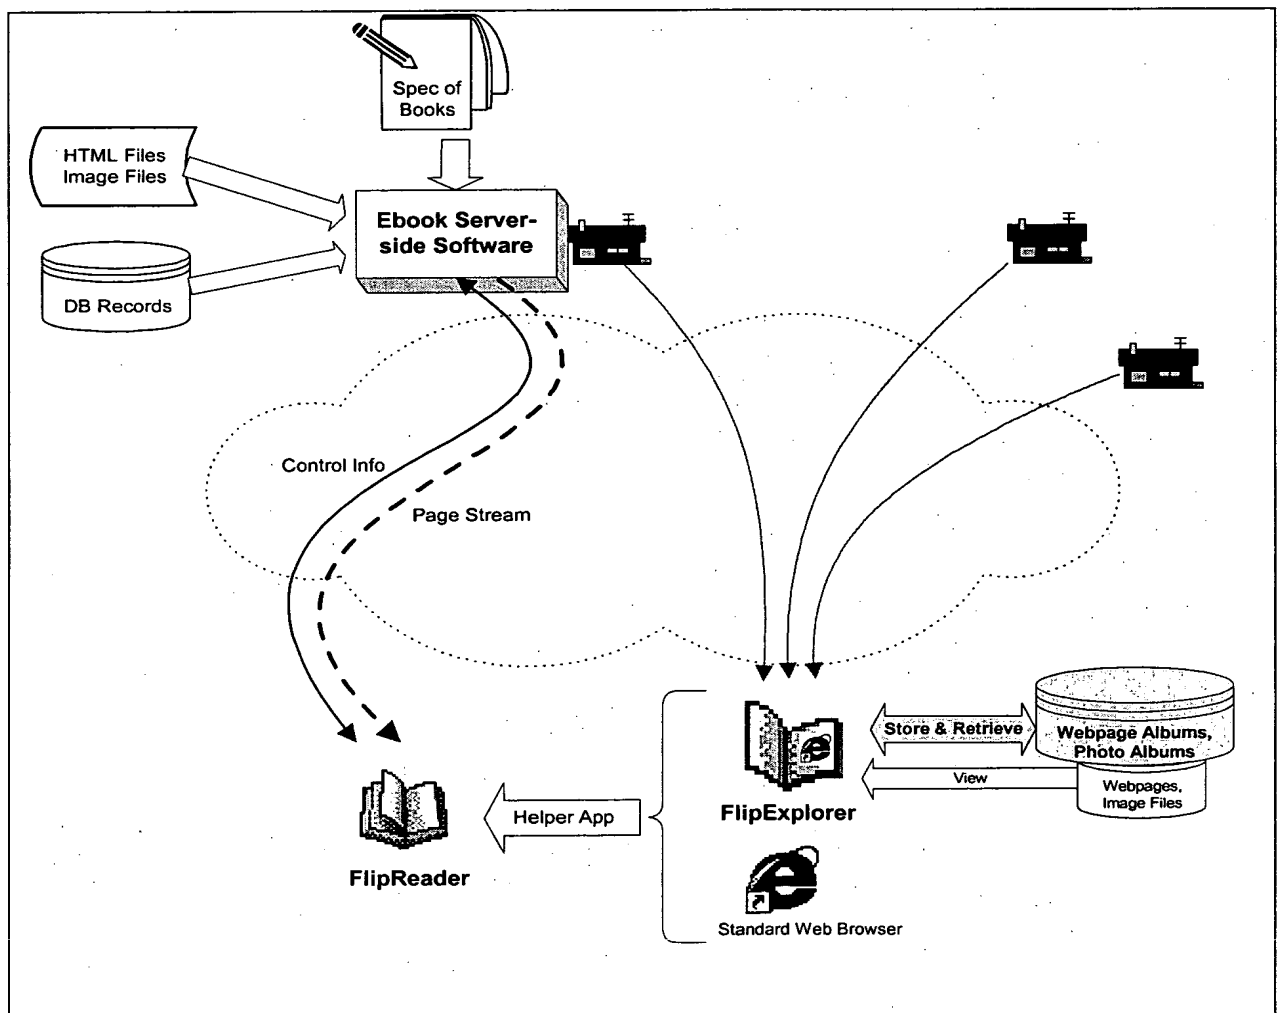 Spec of
Books
HTML Files
Image Files
Ebook Server-
side Software
DB Records
Control Info
Page Stream
Store & Retrieve
Webpage Albums,
Photo Albums
View
Webpages,
Image Files
FlipExplorer
Helper App
FlipReader
Standard Web Browser